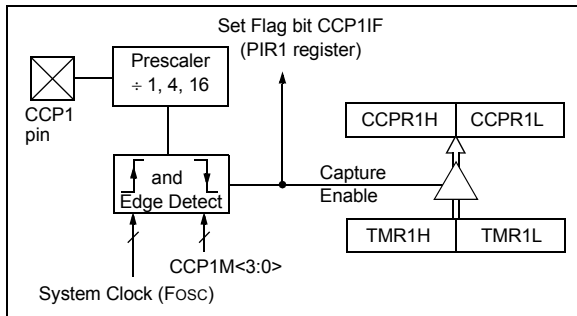 Set Flag bit CCP1IF
(PIR1 register)
Prescaler
÷ 1, 4, 16
CCP1
pin
CCPR1H CCPR1L
and
Edge Detect
Capture
Enable
TMR1H TMR1L
CCP1M<3:0>
System Clock (FOSC)